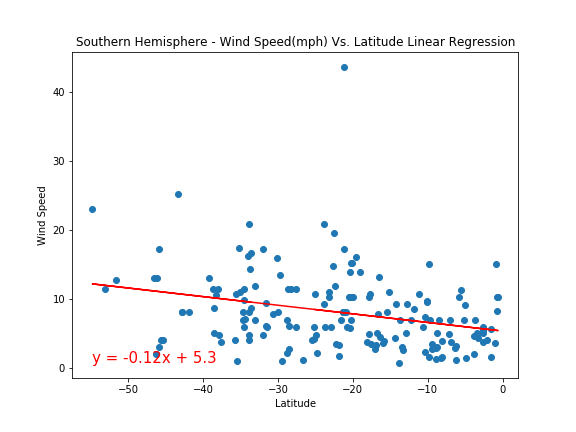 Southern Hemisphere - Wind Speed(mph) Vs. Latitude Linear Regression
40
30
20
10
0
Wind Speed
y = -0.12x + 5.3
−50
−40
−30
−20
−10
0
Latitude